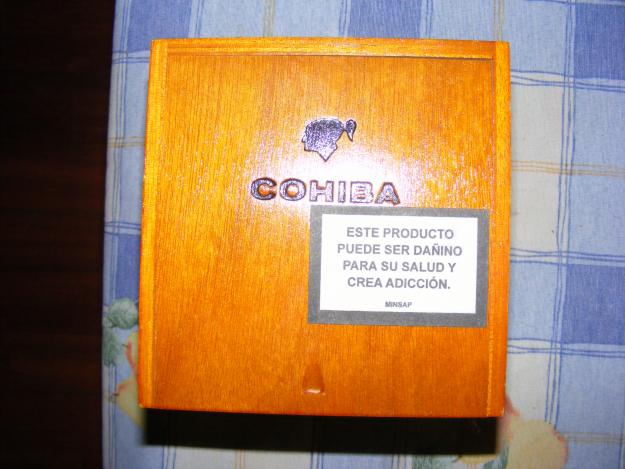 COHIBA
ESTE PRODUCTO
PUEDE SER DAÑINO
PARA SU SALUD Y
CREA ADICCIÓN.
MINSAP